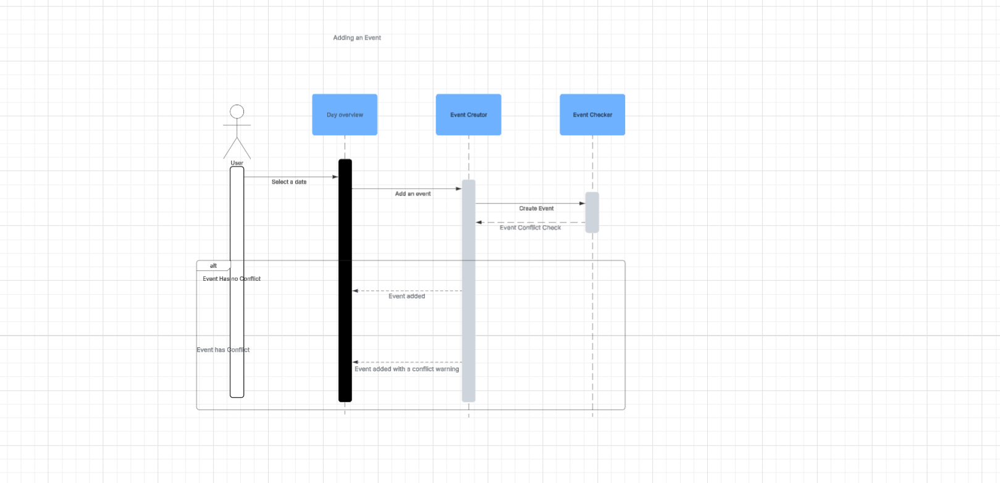 Adding an Event
Day overview
Event Creator
Event Checker
User
Select a date
Add an event
Create Event
Event Conflict Check
alt
Event Has no Conflict
Event added
Event has Conflict
Event added with a conflict warning